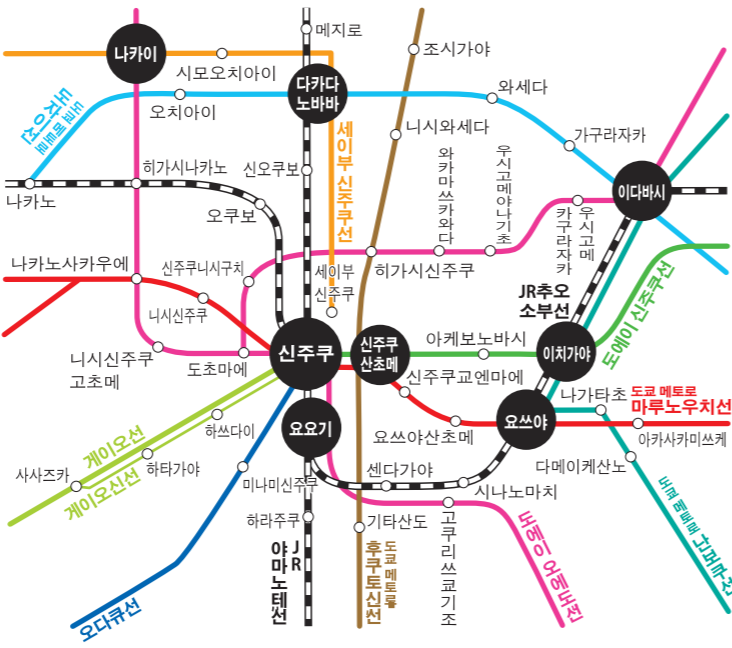 메지로
나카이
조시가야
시모오치아이
다카다
노바바
와세다
도쿄 메트로
도자이선
오치아이
세이부 신주쿠선
니시와세다
가구라자카
히가시나카노
신오쿠보
와카마쓰카와다
우시고메야나기초
이다바시
나카노
오쿠보
우시고메
카구라자카
나카노사카우에
신주쿠니시구치
세이부
신주쿠
히가시신주쿠
JR추오
소부선
도에이 신주쿠선
니시신주쿠
신주쿠
신주쿠
산초메
아케보노바시
이치가야
니시신주쿠
고초메
도초마에
신주쿠교엔마에
나가타초
도쿄 메트로
마루노우치선
요요기
요쓰야산초메
요쓰야
아카사카미쓰케
하쓰다이
게이오선
사사즈카
하타가야
게이오신선
미나미신주쿠
센다가야
시나노마치
다메이케산노
하라주쿠
기타산도
고쿠리쓰쿄기조
JR
야마노테선
도쿄 메트로
후쿠토신선
도에이 오에도선
도쿄 메트로 난보쿠선
오다큐선